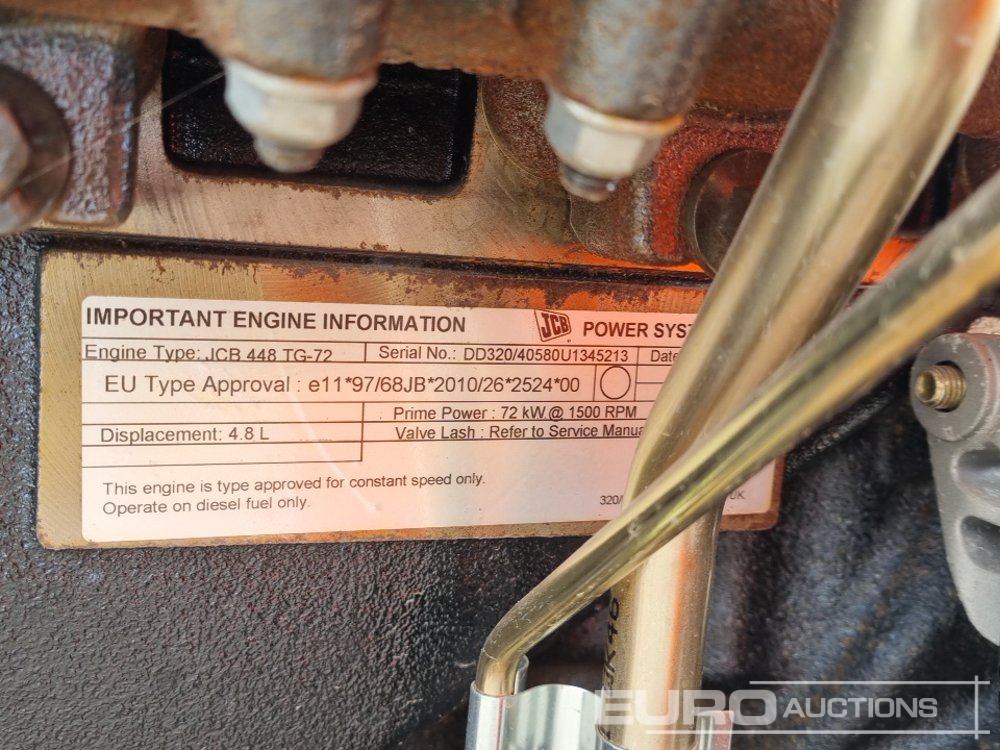 IMPORTANT ENGINE INFORMATION JCB POWER SYST
Engine Type: JCB 448 TG-72 Serial No.: DD320/40580U1345213 Date
EU Type Approval : e11*97/68JB*2010/26*2524*00
Prime Power : 72 kW @ 1500 RPM
Displacement: 4.8 L Valve Lash : Refer to Service Manua
This engine is type approved for constant speed only.
Operate on diesel fuel only.
320/ UK
EURO AUCTIONS